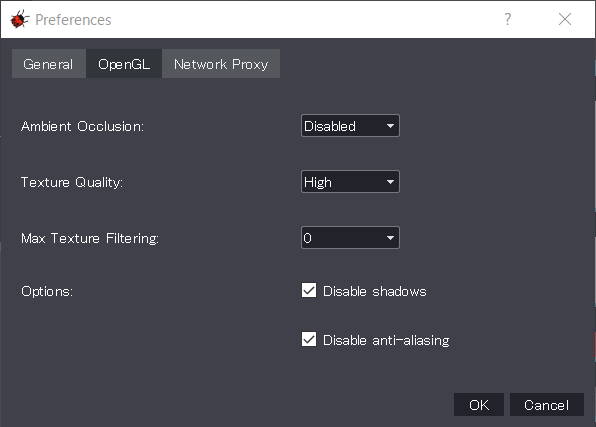 Preferences
General OpenGL Network Proxy
Ambient Occlusion: Disabled
Texture Quality: High
Max Texture Filtering: 0
Options: Disable shadows
Disable anti-aliasing
OK Cancel